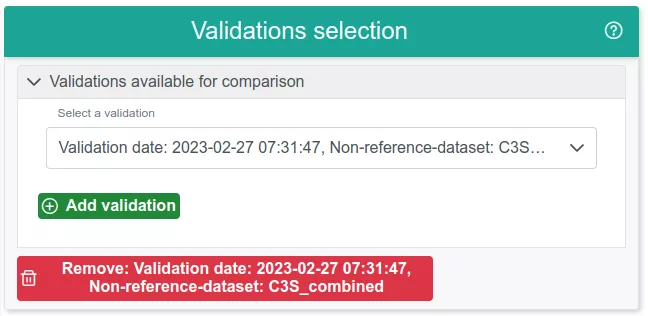 Validations selection
Validations available for comparison
Select a validation
Validation date: 2023-02-27 07:31:47, Non-reference-dataset: C3S...
Add validation
Remove: Validation date: 2023-02-27 07:31:47,
Non-reference-dataset: C3S_combined